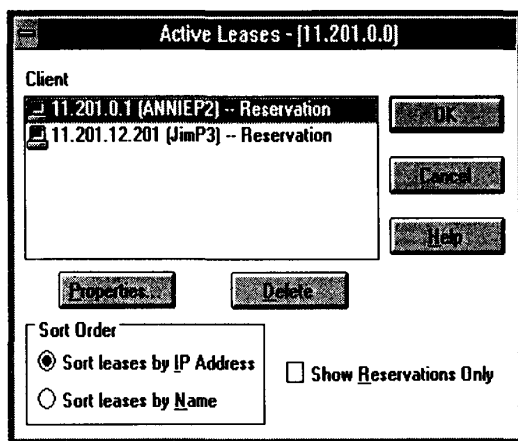 Active Leases - [11.201.0.0]
Client
11.201.0.1 (ANNIEP2) -- Reservation
11.201.12.201 (JimP3) -- Reservation
OK
Cancel
Help
Properties...
Delete
Sort Order
Sort leases by IP Address
Sort leases by Name
Show Reservations Only